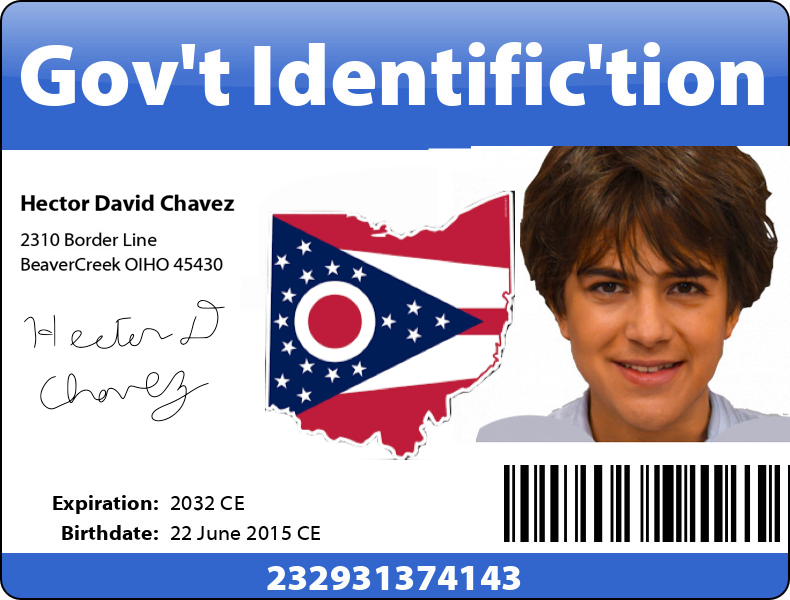 Gov't Identific'tion
Hector David Chavez
2310 Border Line
BeaverCreek OIHO 45430
Hector D
Chavez
Expiration: 2032 CE
Birthdate: 22 June 2015 CE
232931374143